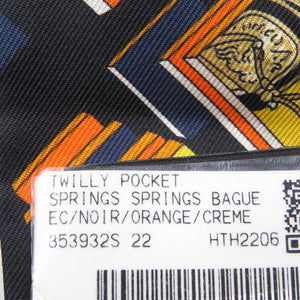 TWILLY POCKET
SPRINGS SPRINGS BAGUE
EC/NOIR/ORANGE/CREME
853932S 22 HTH2206